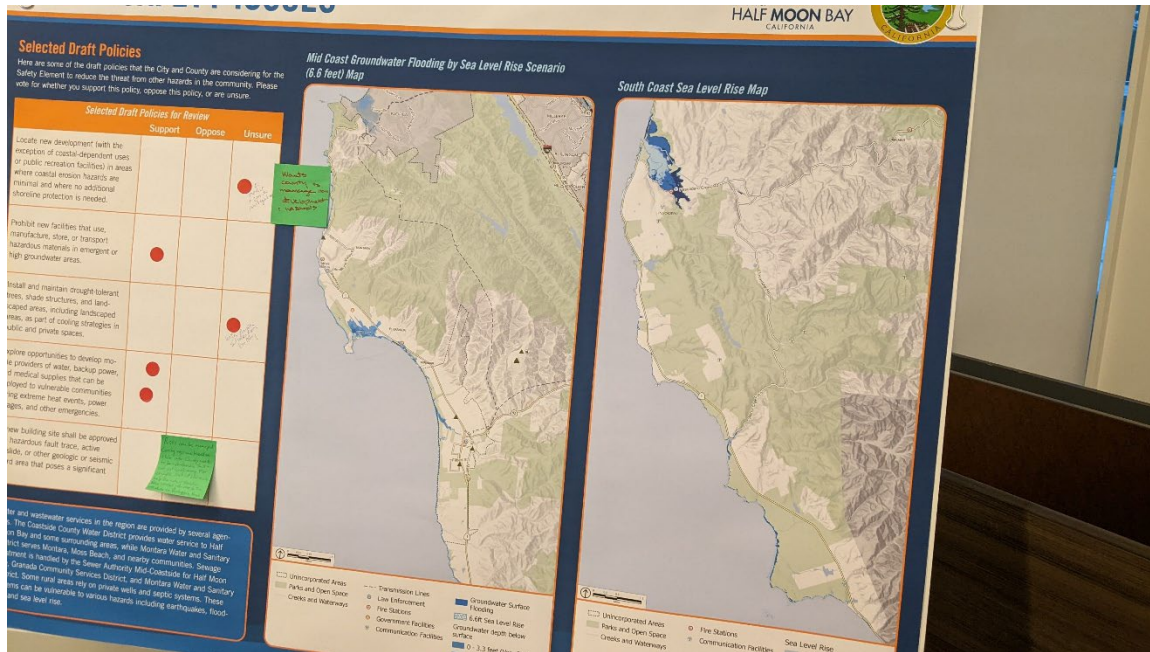 HALF MOON BAY
CALIFORNIA
CALIFORNIA
Selected Draft Policies
Here are some of the draft policies that the City and County are considering for the
Safety Element to reduce the threat from other hazards in the community. Please
vote for whether you support this policy, oppose this policy, or are unsure.
Selected Draft Policies for Review
Support Oppose Unsure
Locate new development (with the
exception of coastal-dependent uses
or public recreation facilities) in areas
where coastal erosion hazards are
minimal and where no additional
shoreline protection is needed.
Prohibit new facilities that use,
manufacture, store, or transport
hazardous materials in emergent or
high groundwater areas.
Install and maintain drought-tolerant
trees, shade structures, and land-
scaped areas, including landscaped
areas, as part of cooling strategies in
public and private spaces.
xplore opportunities to develop mo-
e providers of water, backup power,
d medical supplies that can be
ployed to vulnerable communities
ring extreme heat events, power
ages, and other emergencies.
new building site shall be approved
hazardous fault trace, active
slide, or other geologic or seismic
rd area that poses a significant
ter and wastewater services in the region are provided by several agen-
s. The Coastside County Water District provides water service to Half
on Bay and some surrounding areas, while Montara Water and Sanitary
trict serves Montara, Moss Beach, and nearby communities. Sewage
atment is handled by the Sewer Authority Mid-Coastside for Half Moon
, Granada Community Services District, and Montara Water and Sanitary
rict. Some rural areas rely on private wells and septic systems. These
ems can be vulnerable to various hazards including earthquakes, flood-
and sea level rise.
Wants
county to
development
Mid Coast Groundwater Flooding by Sea Level Rise Scenario
(6.6 feet) Map
Unincorporated Areas
Parks and Open Space
Creeks and Waterways
Transmission Lines
Law Enforcement
Fire Stations
Government Facilities
Communication Facilities
Groundwater Surface
Flooding
6.6ft Sea Level Rise
Groundwater depth below
surface
0 - 3.3 feet
South Coast Sea Level Rise Map
Unincorporated Areas
Parks and Open Space
Creeks and Waterways
Fire Stations
Communication Facilities
Sea Level Rise